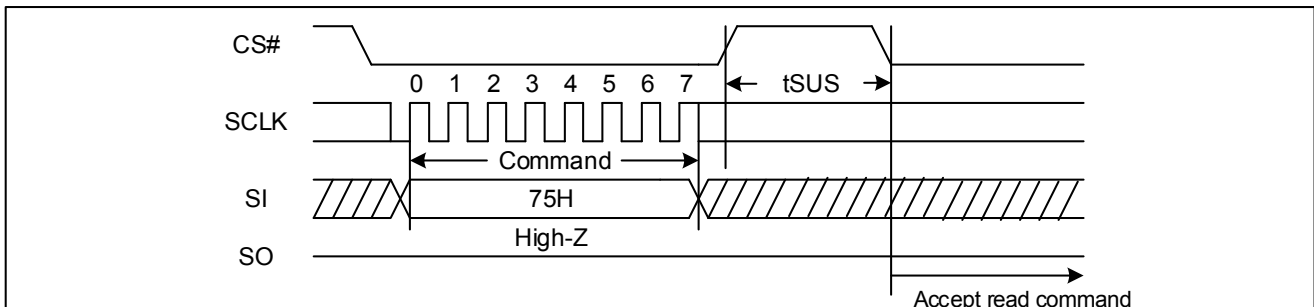 CS#
tSUS
0 1 2 3 4 5 6 7
SCLK
Command
SI
75H
High-Z
SO
Accept read command